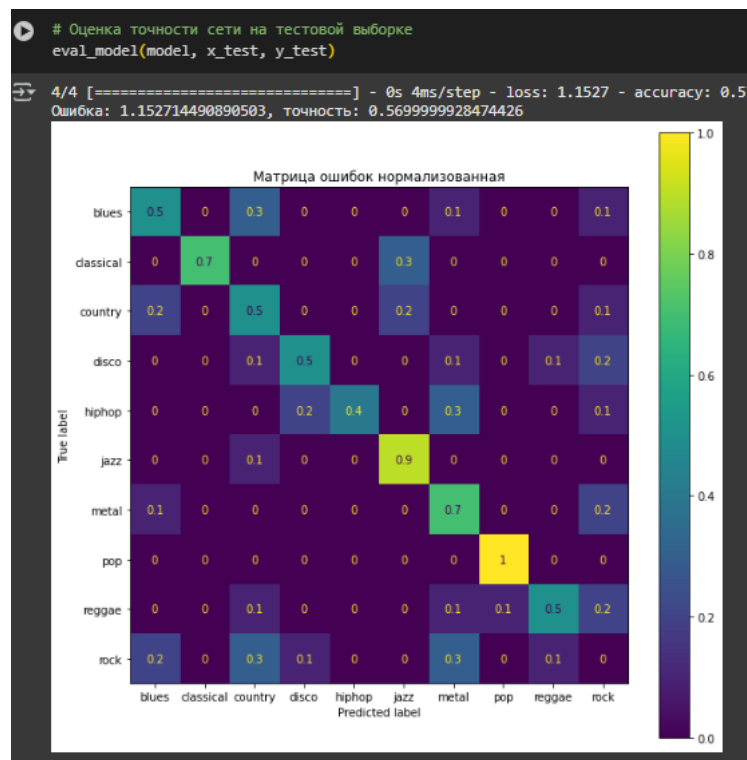 # Оценка точности сети на тестовой выборке
eval_model(model, x_test, y_test)
4/4 [==============================] - 0s 4ms/step - loss: 1.1527 - accuracy: 0.5
Ошибка: 1.152714490890503, точность: 0.5699999928474426
Матрица ошибок нормализованная
1.0
blues 0.5 0 0.3 0 0 0 0.1 0 0 0.1
classical 0 0.7 0 0 0 0.3 0 0 0 0
0.8
country 0.2 0 0.5 0 0 0.2 0 0 0 0.1
disco 0 0 0.1 0.5 0 0 0.1 0 0.1 0.2
0.6
hiphop 0 0 0 0.2 0.4 0 0.3 0 0 0.1
True label
jazz 0 0 0.1 0 0 0.9 0 0 0 0
0.4
metal 0.1 0 0 0 0 0 0.7 0 0 0.2
pop 0 0 0 0 0 0 0 1 0 0
reggae 0 0 0.1 0 0 0 0.1 0.1 0.5 0.2
0.2
rock 0.2 0 0.3 0.1 0 0 0.3 0 0.1 0
blues classical country disco hiphop jazz metal pop reggae rock
Predicted label
0.0